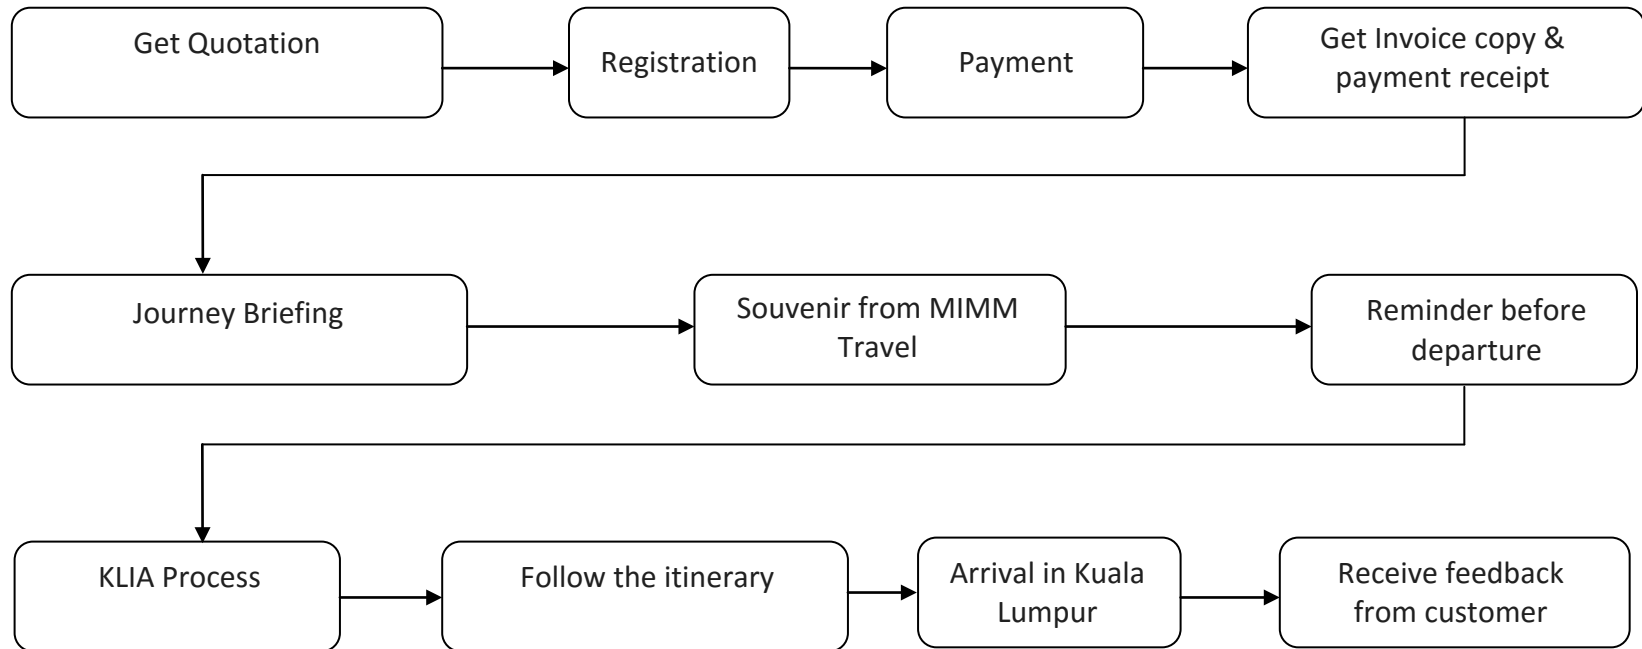 Get Quotation
Registration
Payment
Get Invoice copy &
payment receipt
Journey Briefing
Souvenir from MIMM
Travel
Reminder before
departure
KLIA Process
Follow the itinerary
Arrival in Kuala
Lumpur
Receive feedback
from customer